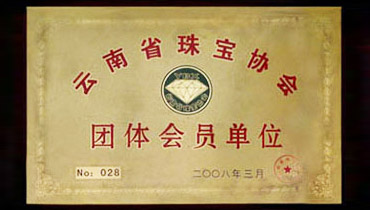 云南省珠宝协会
团体会员单位
No: 028
二〇〇八年三月